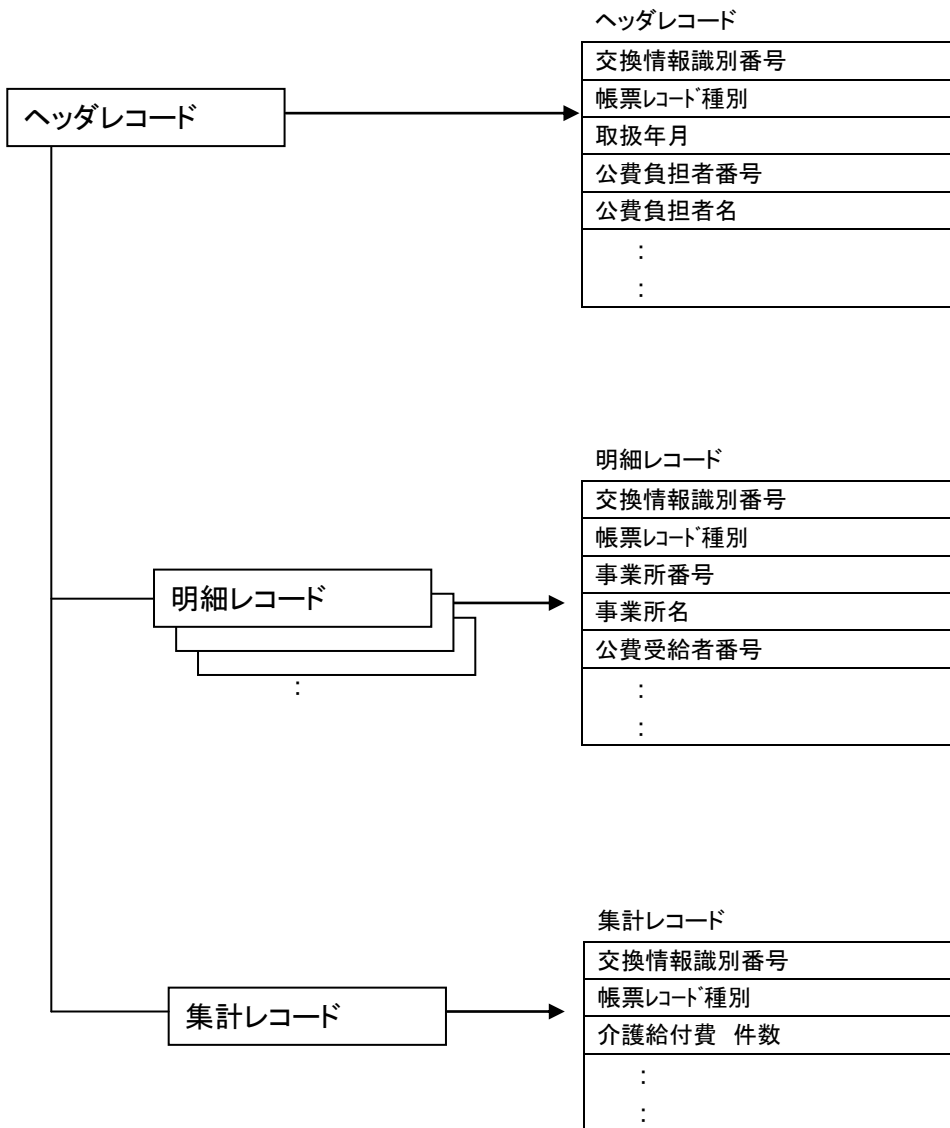 ヘッダレコード
交換情報識別番号
ヘッダレコード
帳票ﾚｺｰﾄﾞ種別
取扱年月
公費負担者番号
公費負担者名
:
:
明細レコード
交換情報識別番号
帳票ﾚｺｰﾄﾞ種別
明細レコード
事業所番号
事業所名
公費受給者番号
:
:
:
集計レコード
交換情報識別番号
帳票ﾚｺｰﾄﾞ種別
集計レコード
介護給付費　件数
:
: